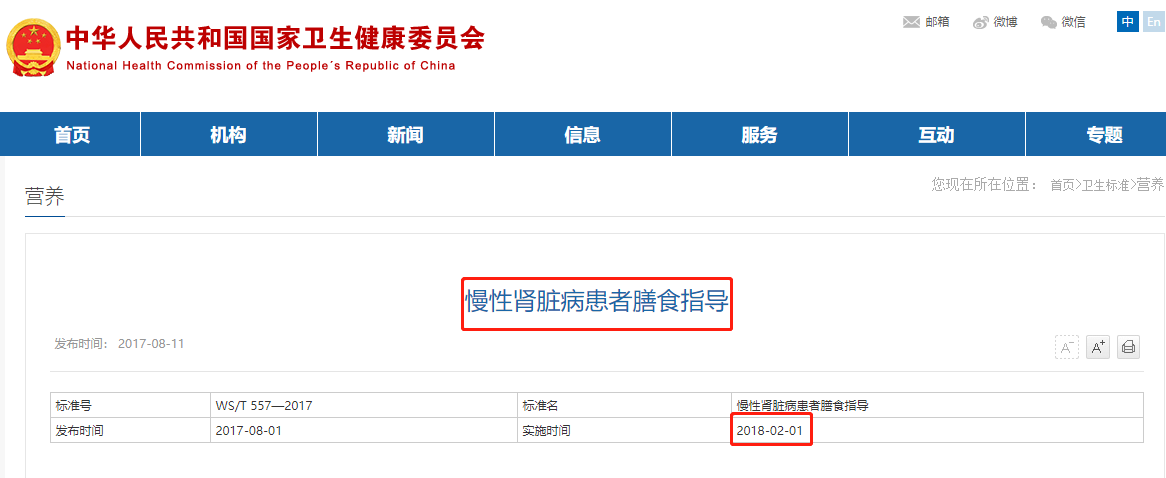 中华人民共和国国家卫生健康委员会
National Health Commission of the People´s Republic of China
邮箱 微博 微信 中 En
首页 机构 新闻 信息 服务 互动 专题
营养
您现在所在位置： 首页>卫生标准>营养
慢性肾脏病患者膳食指导
发布时间： 2017-08-11
A- A+
标准号 WS/T 557—2017 标准名 慢性肾脏病患者膳食指导
发布时间 2017-08-01 实施时间 2018-02-01